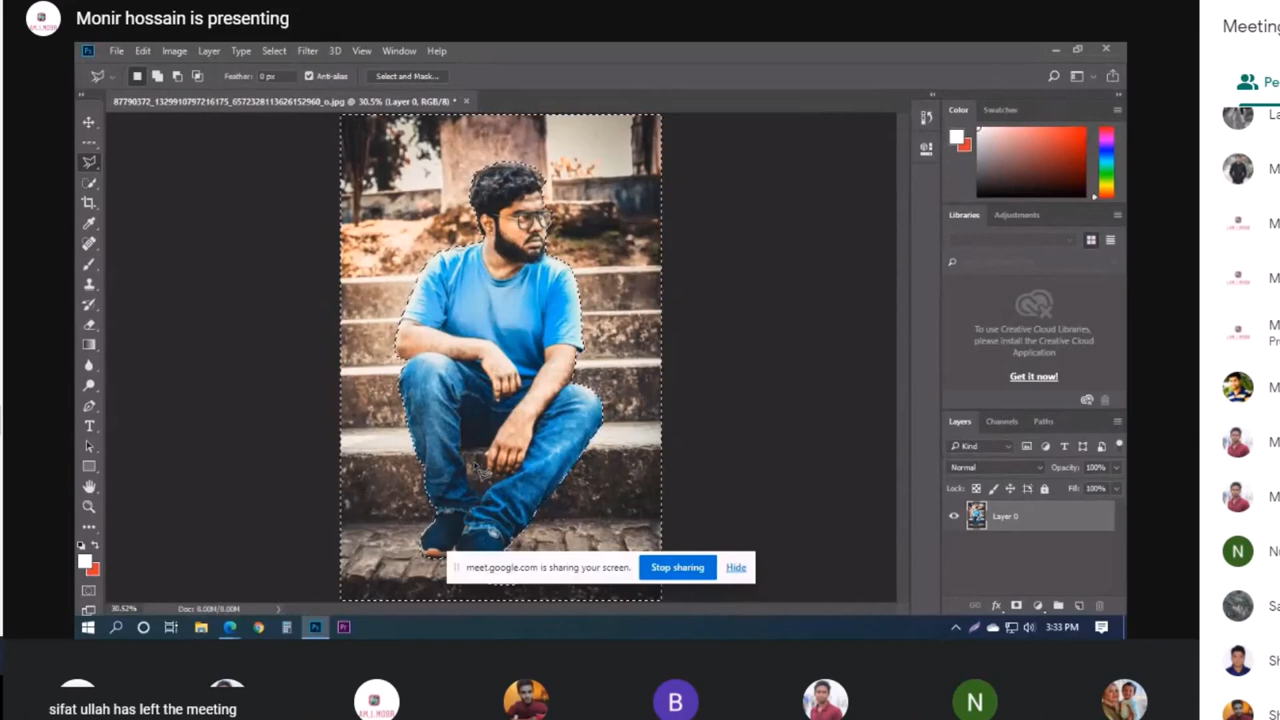 Monir hossain is presenting
Meeting
File Edit Image Layer Type Select Filter 3D View Window Help
Feather: 0 px Anti-alias Select and Mask...
Pe
87790372_1329910797216175_6572328113626152960_o.jpg @ 30.5% (Layer 0, RGB/8) *
Color Swatches
Libraries Adjustments
To use Creative Cloud Libraries,
please install the Creative Cloud
Application
Get it now!
Layers Channels Paths
Kind
Normal Opacity: 100%
Lock: Fill: 100%
Layer 0
meet.google.com is sharing your screen. Stop sharing Hide
30.52% Doc: 8.00M/8.00M
3:33 PM
B
N
N
sifat ullah has left the meeting